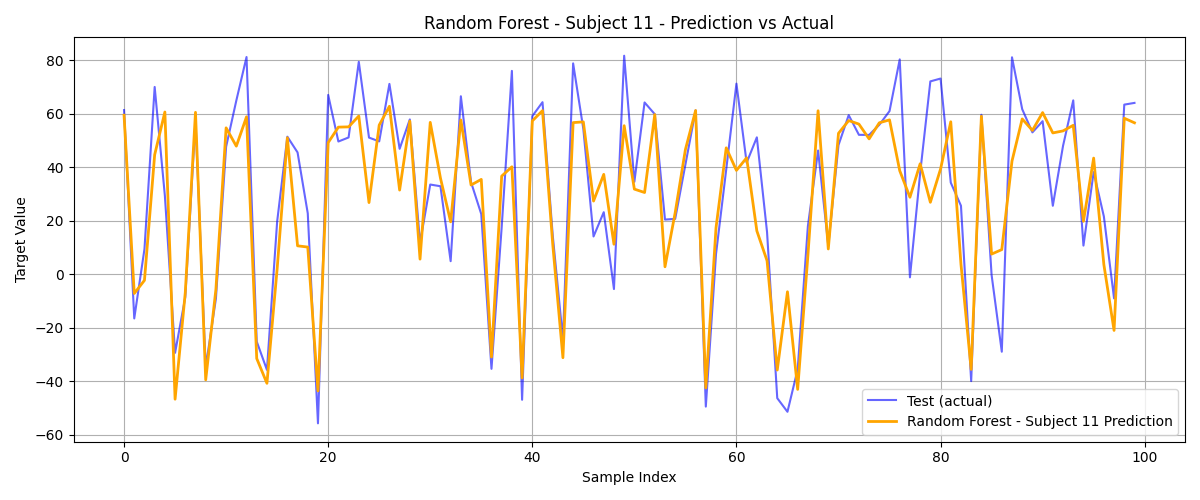 Random Forest - Subject 11 - Prediction vs Actual
Target Value
80
60
40
20
0
−20
−40
−60
0
20
40
60
80
100
Sample Index
Test (actual)
Random Forest - Subject 11 Prediction